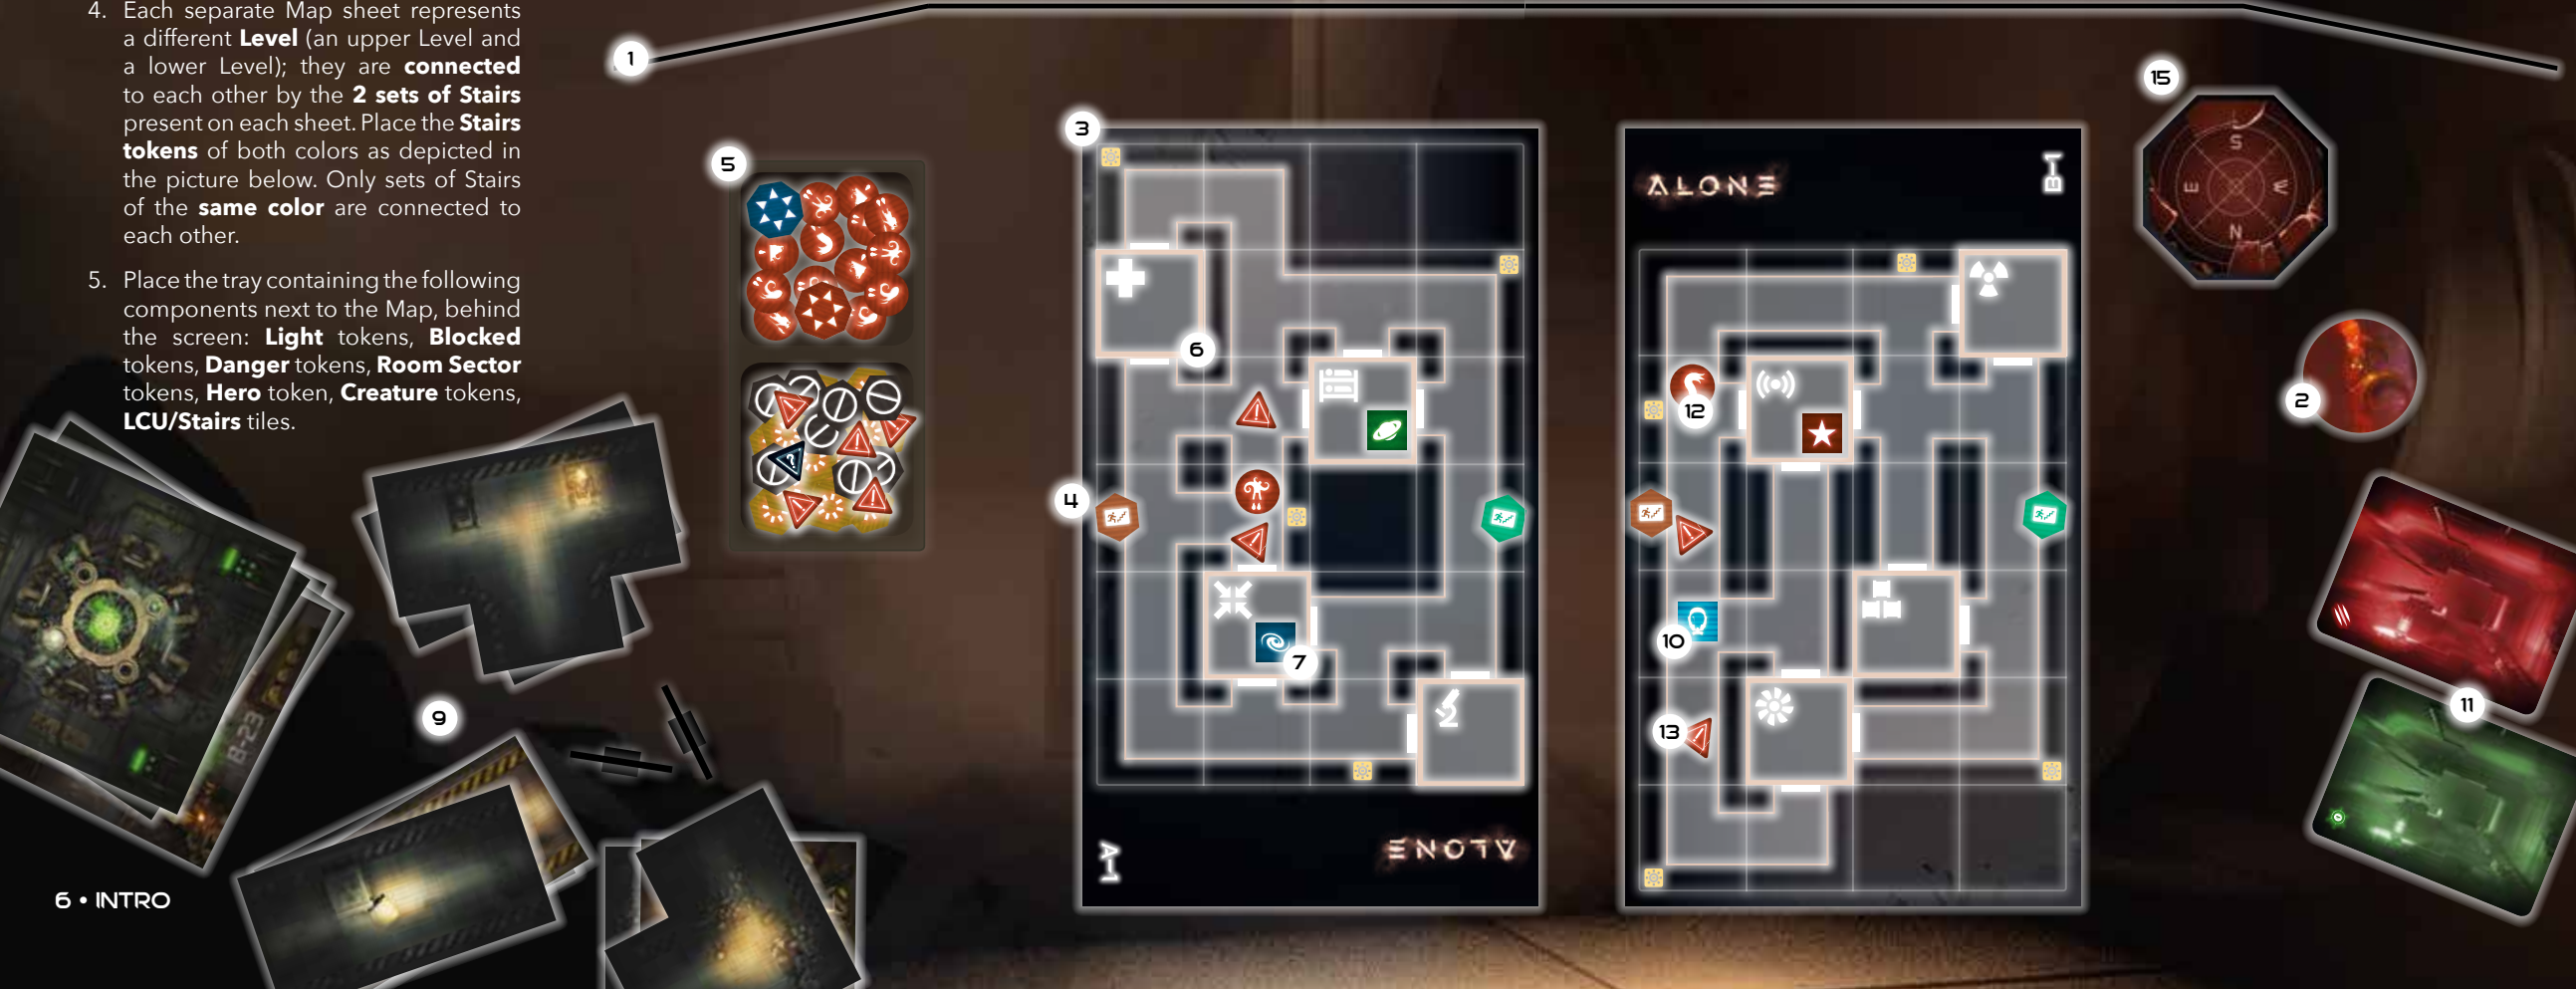 4. Each separate Map sheet represents
a different Level (an upper Level and
a lower Level); they are connected
to each other by the 2 sets of Stairs
present on each sheet. Place the Stairs
tokens of both colors as depicted in
the picture below. Only sets of Stairs
of the same color are connected to
each other.
5. Place the tray containing the following
components next to the Map, behind
the screen: Light tokens, Blocked
tokens, Danger tokens, Room Sector
tokens, Hero token, Creature tokens,
LCU/Stairs tiles.
6 • INTRO
1
5
3
4
6
7
A-1
ALONE
ALONE
B-1
12
10
13
15
S
E
W
N
2
11
9
B-23
?